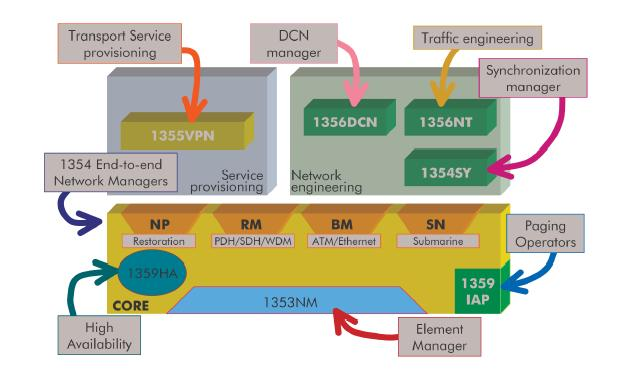 Transport Service
provisioning
DCN
manager
Traffic engineering
Synchronization
manager
1355VPN
1356DCN
1356NT
1354SY
Service
provisioning
Network
engineering
1354 End-to-end
Network Managers
NP
RM
BM
SN
Restoration
PDH/SDH/WDM
ATM/Ethernet
Submarine
Paging
Operators
1359HA
1359
IAP
CORE
1353NM
High
Availability
Element
Manager